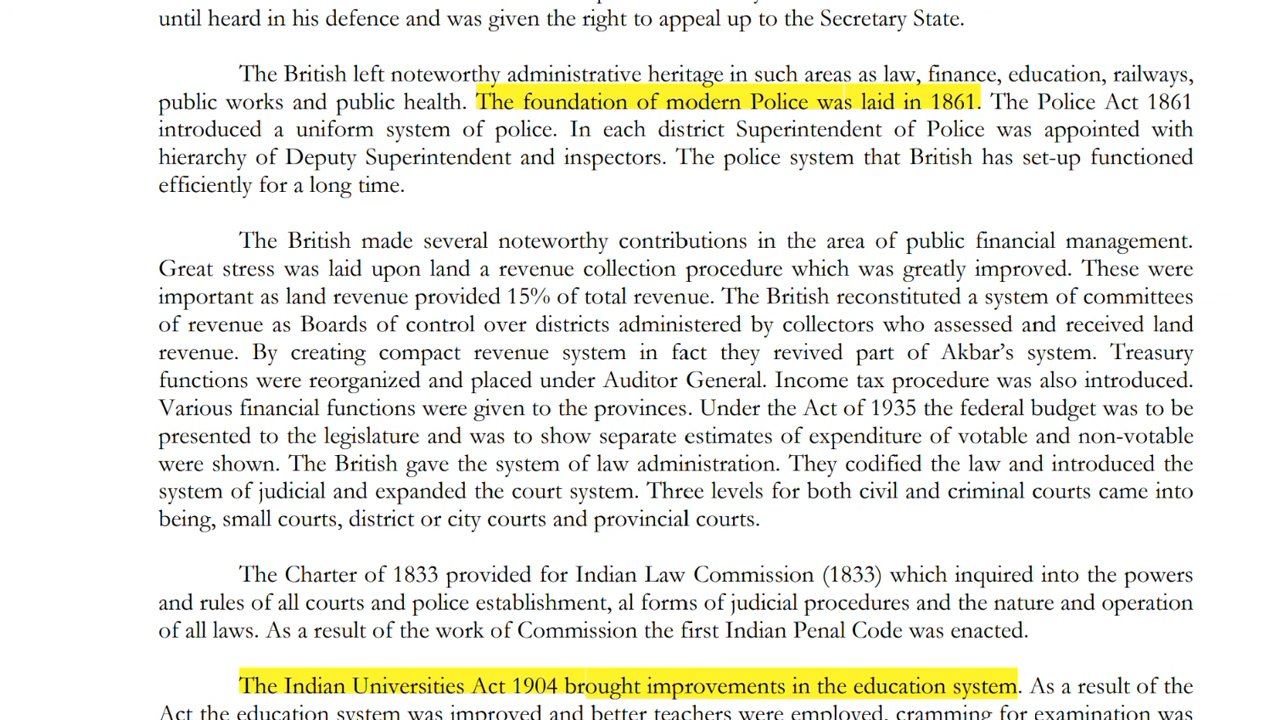 until heard in his defence and was given the right to appeal up to the Secretary State.
The British left noteworthy administrative heritage in such areas as law, finance, education, railways,
public works and public health. The foundation of modern Police was laid in 1861. The Police Act 1861
introduced a uniform system of police. In each district Superintendent of Police was appointed with
hierarchy of Deputy Superintendent and inspectors. The police system that British has set-up functioned
efficiently for a long time.
The British made several noteworthy contributions in the area of public financial management.
Great stress was laid upon land a revenue collection procedure which was greatly improved. These were
important as land revenue provided 15% of total revenue. The British reconstituted a system of committees
of revenue as Boards of control over districts administered by collectors who assessed and received land
revenue. By creating compact revenue system in fact they revived part of Akbar's system. Treasury
functions were reorganized and placed under Auditor General. Income tax procedure was also introduced.
Various financial functions were given to the provinces. Under the Act of 1935 the federal budget was to be
presented to the legislature and was to show separate estimates of expenditure of votable and non-votable
were shown. The British gave the system of law administration. They codified the law and introduced the
system of judicial and expanded the court system. Three levels for both civil and criminal courts came into
being, small courts, district or city courts and provincial courts.
The Charter of 1833 provided for Indian Law Commission (1833) which inquired into the powers
and rules of all courts and police establishment, al forms of judicial procedures and the nature and operation
of all laws. As a result of the work of Commission the first Indian Penal Code was enacted.
The Indian Universities Act 1904 brought improvements in the education system. As a result of the
Act the education system was improved and better teachers were employed, cramming for examination was